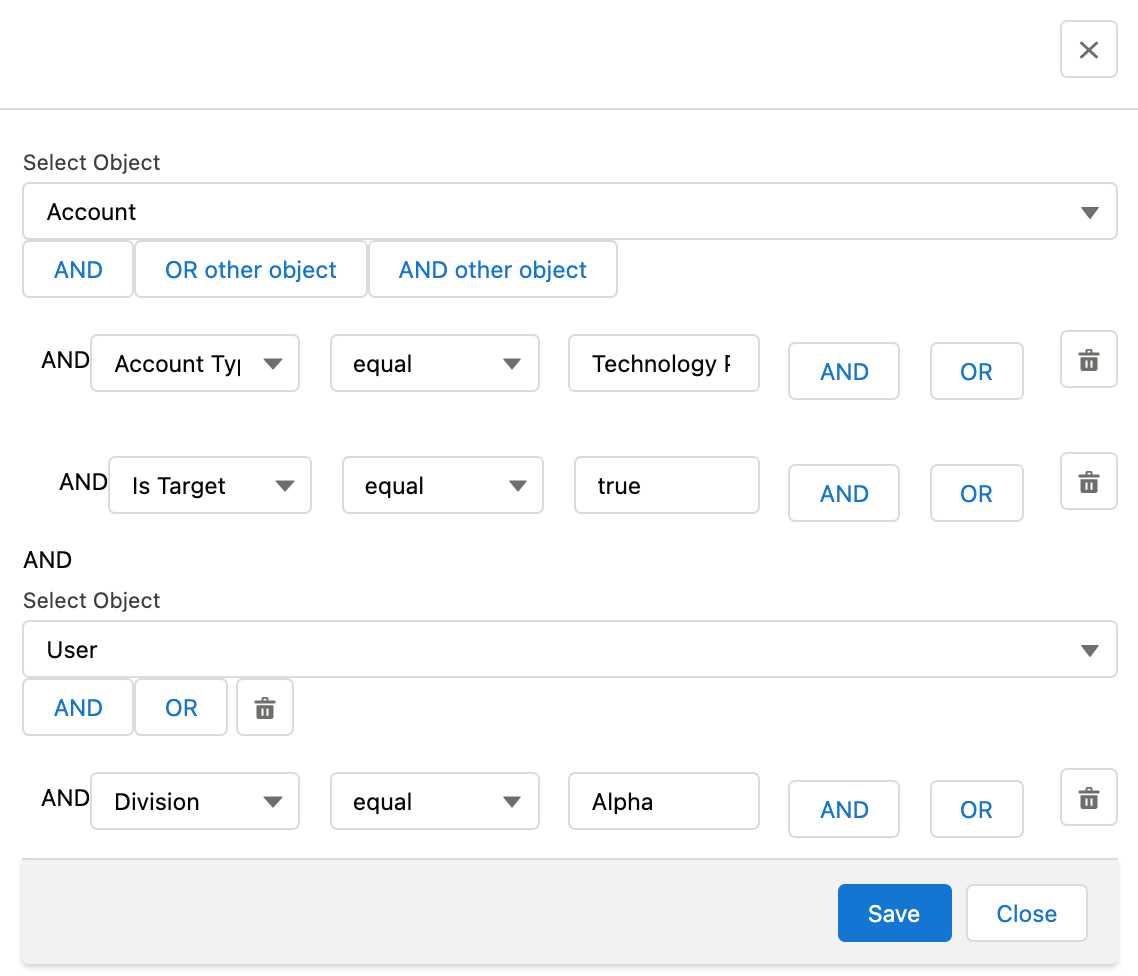 Select Object
Account
AND OR other object AND other object
AND Account Typ equal Technology AND OR
AND Is Target equal true AND OR
AND
Select Object
User
AND OR
AND Division equal Alpha AND OR
Save Close